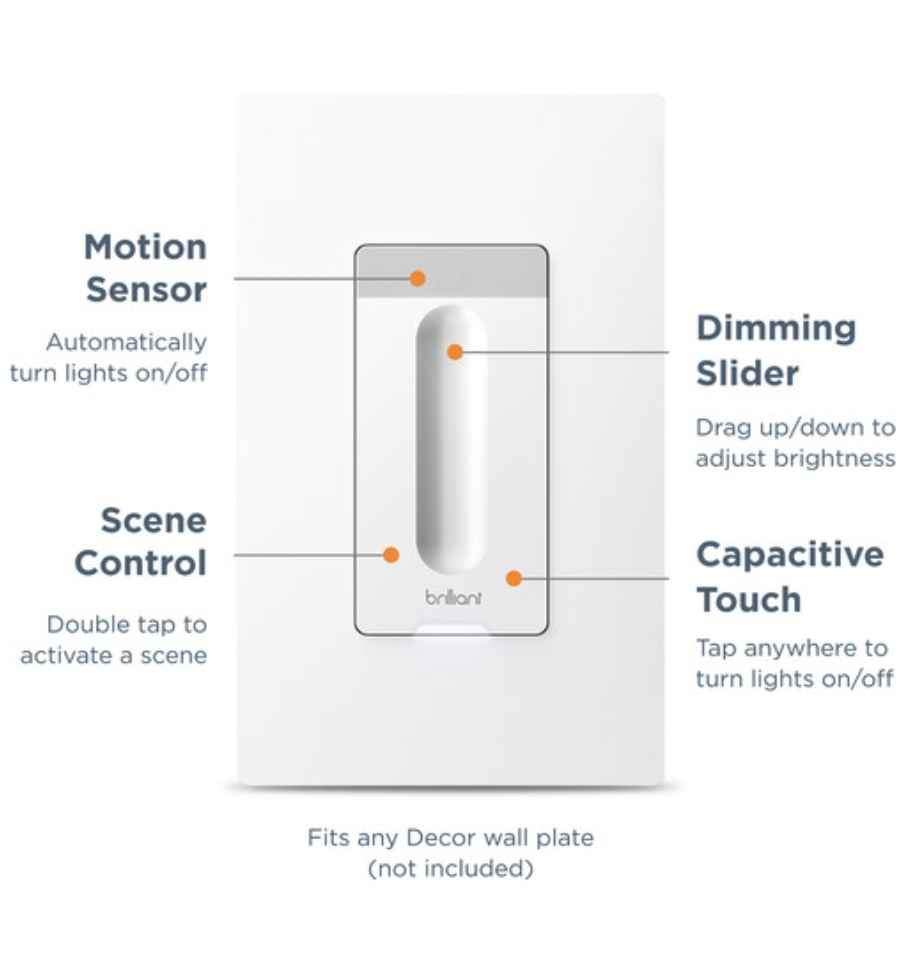 Motion
Sensor
Automatically
turn lights on/off
Dimming
Slider
Drag up/down to
adjust brightness
Scene
Control
Double tap to
activate a scene
Capacitive
Touch
Tap anywhere to
turn lights on/off
brilliant
Fits any Decor wall plate
(not included)